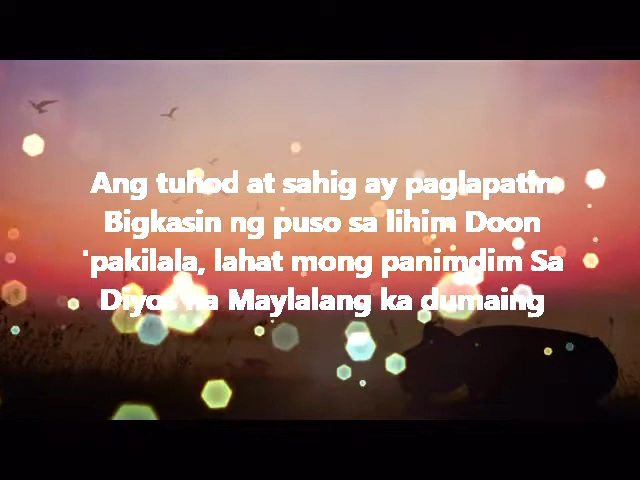 Ang tuhod at sahig ay paglapatin
Bigkasin ng puso sa lihim Doon
'pakilala, lahat mong panimdim Sa
Diyos na Maylalang ka dumaing